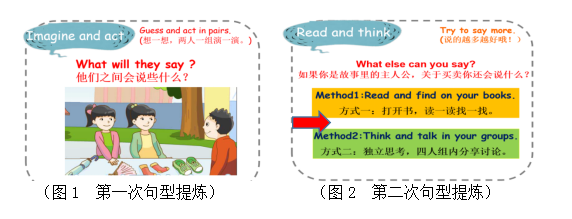 Imagine and act
Guess and act in pairs.
(想一想，两人一组演一演。)
What will they say ?
他们之间会说些什么？
(图1 第一次句型提炼)
Read and think
Try to say more.
(说的越多越好哦！)
What else can you say?
如果你是故事里的主人公，关于买卖你还会说什么？
Method1:Read and find on your books.
方式一：打开书，读一读找一找。
Method2:Think and talk in your groups.
方式二：独立思考，四人组内分享讨论。
(图2 第二次句型提炼)